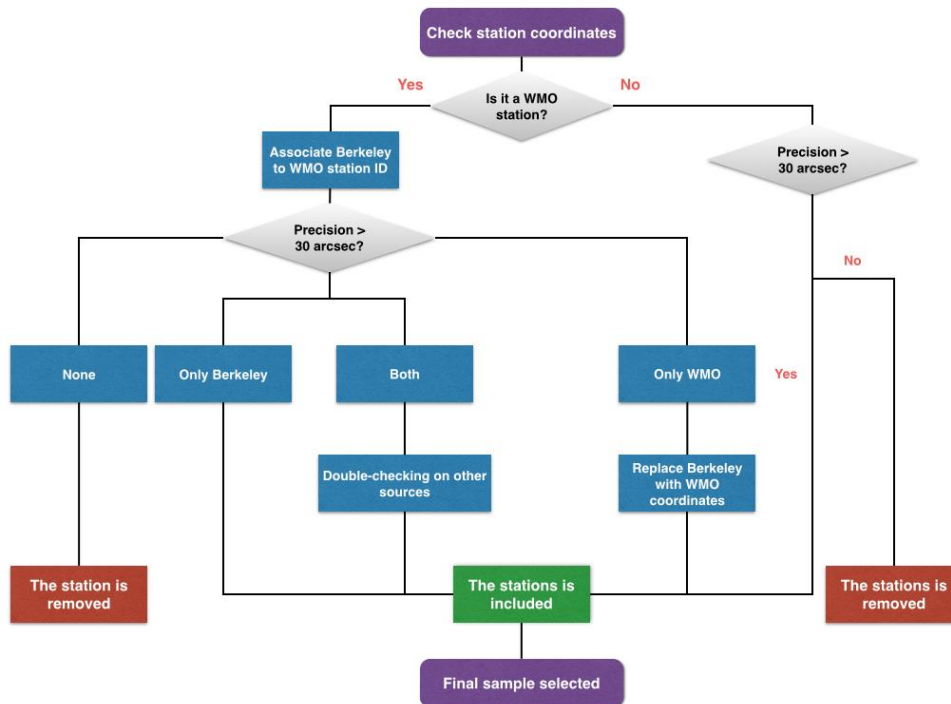 Check station coordinates
Yes
No
Is it a WMO
station?
Associate Berkeley
to WMO station ID
Precision >
30 arcsec?
Precision >
30 arcsec?
No
None
Only Berkeley
Both
Only WMO
Yes
Double-checking on other
sources
Replace Berkeley
with WMO
coordinates
The station is
removed
The stations is
included
The stations is
removed
Final sample selected